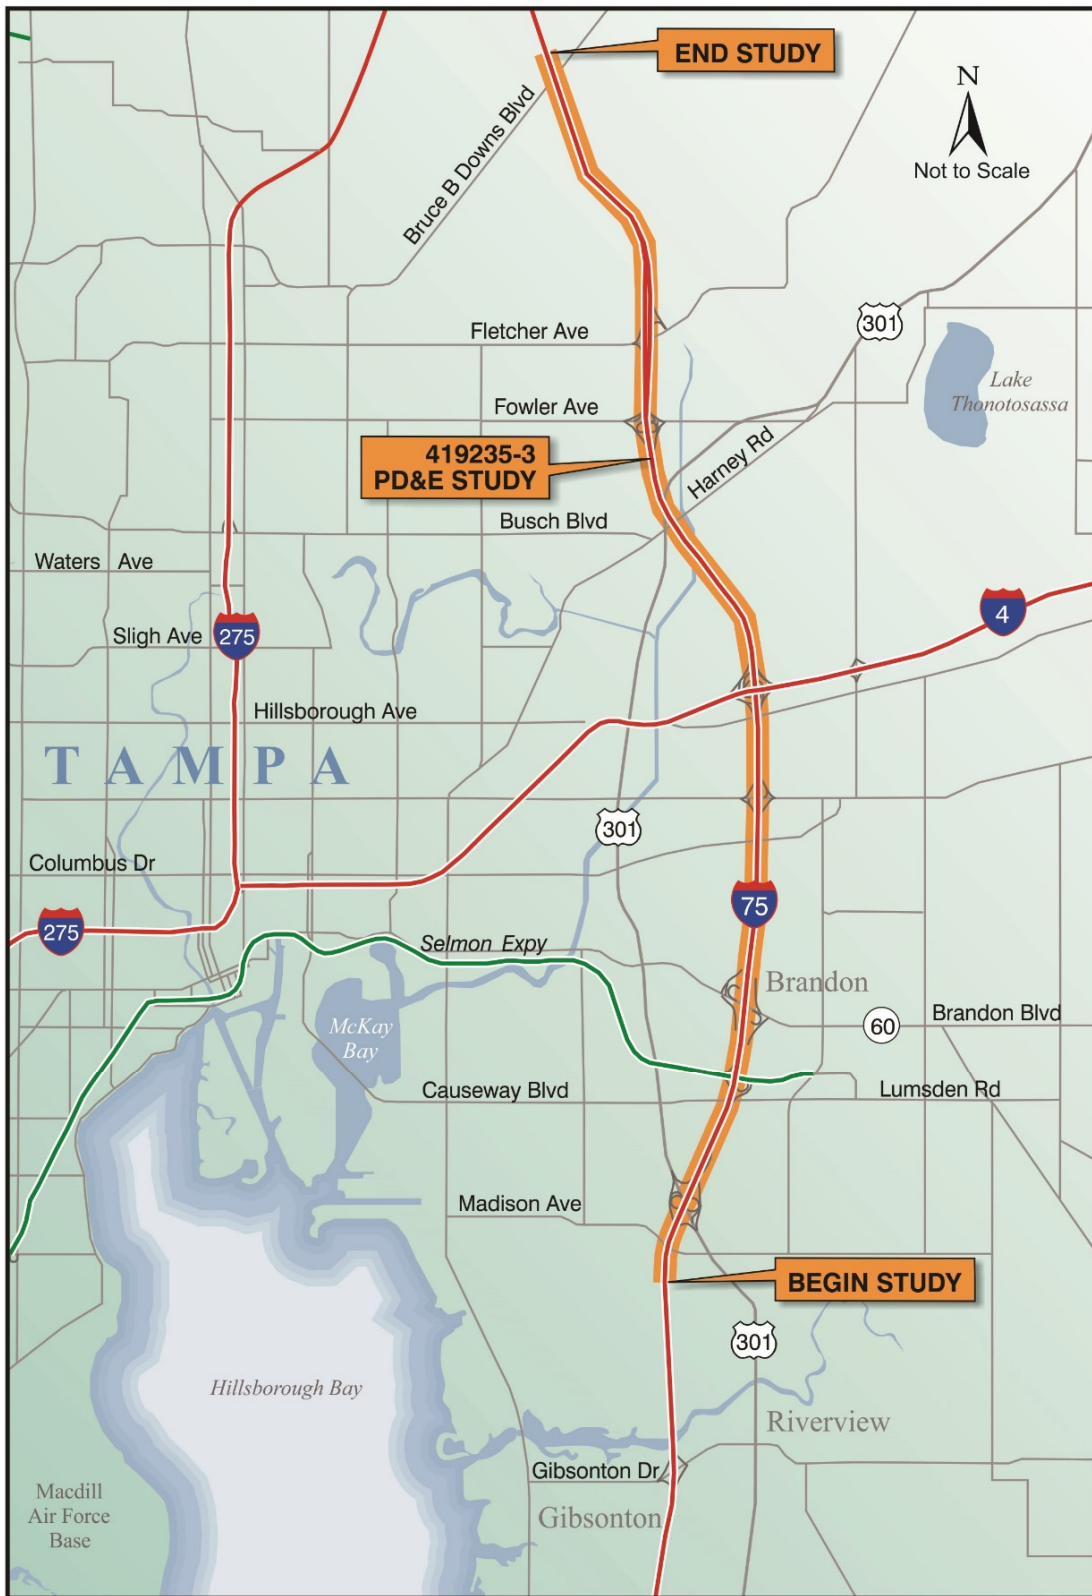 END STUDY
N
Not to Scale
Bruce B Downs Blvd
301
Fletcher Ave
Lake
Thonotosassa
Fowler Ave
419235-3
PD&E STUDY
Harney Rd
Busch Blvd
Waters Ave
4
Sligh Ave
275
Hillsborough Ave
TAMPA
301
Columbus Dr
75
275
Selmon Expy
Brandon
McKay
Bay
60
Brandon Blvd
Causeway Blvd
Lumsden Rd
Madison Ave
BEGIN STUDY
301
Hillsborough Bay
Riverview
Gibsonton Dr
Macdill
Air Force
Base
Gibsonton